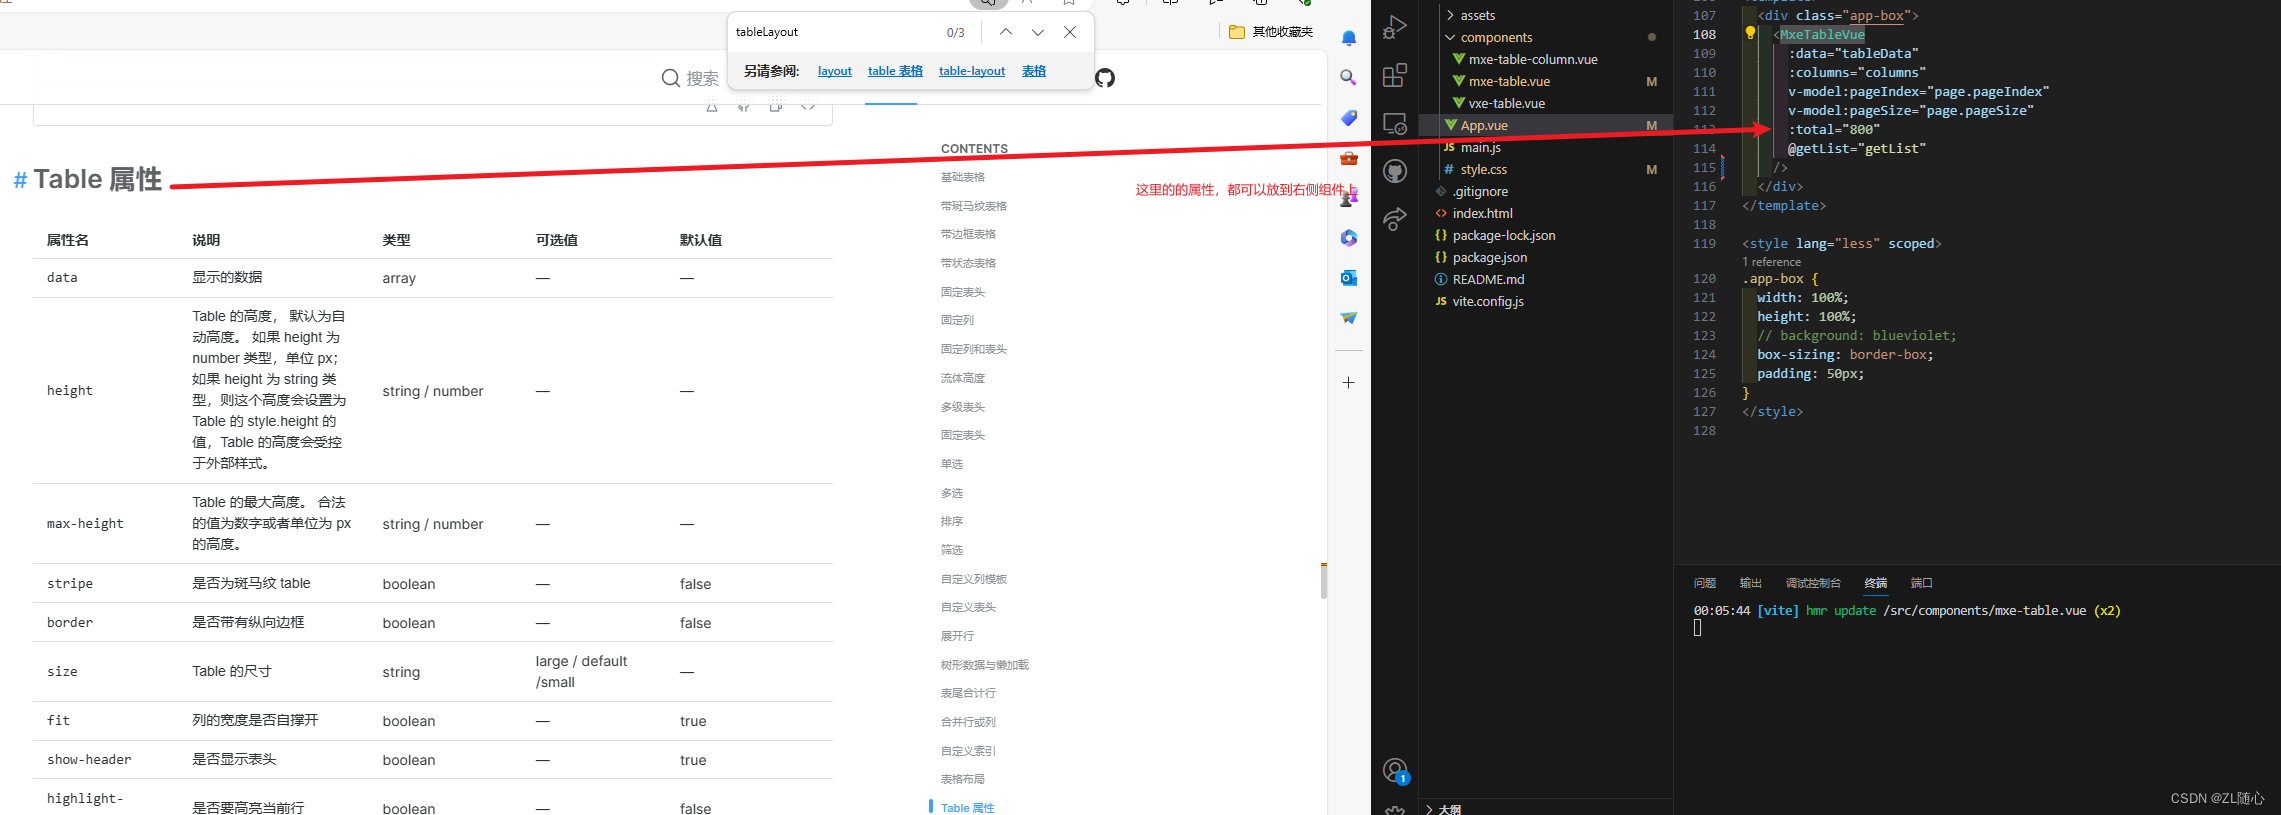 tableLayout
0/3
另请参阅:
layout
table 表格
table-layout
表格
其他收藏夹
搜索
# Table 属性
属性名 说明 类型 可选值 默认值
data 显示的数据 array — —
height string / number — —
Table 的高度， 默认为自
动高度。 如果 height 为
number 类型，单位 px；
如果 height 为 string 类
型，则这个高度会设置为
Table 的 style.height 的
值，Table 的高度会受控
于外部样式。
max-height string / number — —
Table 的最大高度。 合法
的值为数字或者单位为 px
的高度。
stripe 是否为斑马纹 table boolean — false
border 是否带有纵向边框 boolean — false
size Table 的尺寸 string —
large / default
/small
fit 列的宽度是否自撑开 boolean — true
show-header 是否显示表头 boolean — true
highlight-
是否要高亮当前行 boolean — false
CONTENTS
基础表格
带斑马纹表格
带边框表格
带状态表格
固定表头
固定列
固定列和表头
流体高度
多级表头
固定表头
单选
多选
排序
筛选
自定义列模板
自定义表头
展开行
树形数据与懒加载
表尾合计行
合并行或列
自定义索引
表格布局
Table 属性
这里的的属性，都可以放到右侧组件上
assets
components
mxe-table-column.vue
mxe-table.vue M
vxe-table.vue
App.vue M
JS main.js
# style.css M
.gitignore
<> index.html
{} package-lock.json
{} package.json
README.md
JS vite.config.js
1
大纲
107 <div class="app-box">
108 <MxeTableVue
109 :data="tableData"
110 :columns="columns"
111 v-model:pageIndex="page.pageIndex"
112 v-model:pageSize="page.pageSize"
113 :total="800"
114 @getList="getList"
115 />
116 </div>
117 </template>
118
119 <style lang="less" scoped>
1 reference
120 .app-box {
121 width: 100%;
122 height: 100%;
123 // background: blueviolet;
124 box-sizing: border-box;
125 padding: 50px;
126 }
127 </style>
128
问题 输出 调试控制台 终端 端口
00:05:44 [vite] hmr update /src/components/mxe-table.vue (x2)
CSDN @ZL随心